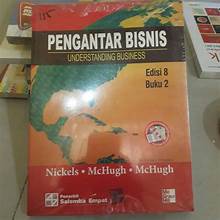 PENGANTAR BISNIS
UNDERSTANDING BUSINESS
Edisi 8
Buku 2
Nickels • McHugh • McHugh
Penerbit
Salemba Empat